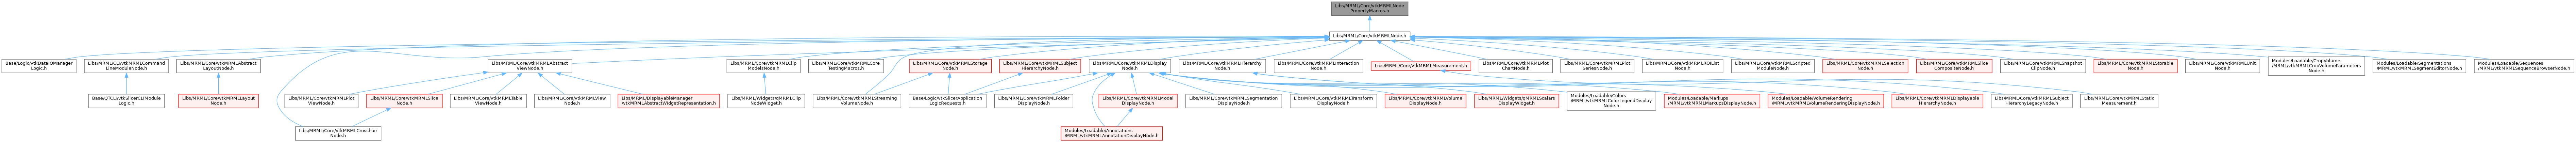 Libs/MRML/Core/vtkMRMLNode
PropertyMacros.h
Libs/MRML/Core/vtkMRMLNode.h
Base/Logic/vtkDataIOManager
Logic.h
Libs/MRML/CLI/vtkMRMLCommand
LineModuleNode.h
Libs/MRML/Core/vtkMRMLAbstract
LayoutNode.h
Libs/MRML/Core/vtkMRMLAbstract
ViewNode.h
Libs/MRML/Core/vtkMRMLClip
ModelsNode.h
Libs/MRML/Core/vtkMRMLCore
TestingMacros.h
Libs/MRML/Core/vtkMRMLStorage
Node.h
Libs/MRML/Core/vtkMRMLSubject
HierarchyNode.h
Libs/MRML/Core/vtkMRMLDisplay
Node.h
Libs/MRML/Core/vtkMRMLHierarchy
Node.h
Libs/MRML/Core/vtkMRMLInteraction
Node.h
Libs/MRML/Core/vtkMRMLMeasurement.h
Libs/MRML/Core/vtkMRMLPlot
ChartNode.h
Libs/MRML/Core/vtkMRMLPlot
SeriesNode.h
Libs/MRML/Core/vtkMRMLROIList
Node.h
Libs/MRML/Core/vtkMRMLScripted
ModuleNode.h
Libs/MRML/Core/vtkMRMLSelection
Node.h
Libs/MRML/Core/vtkMRMLSlice
CompositeNode.h
Libs/MRML/Core/vtkMRMLSnapshot
ClipNode.h
Libs/MRML/Core/vtkMRMLStorable
Node.h
Libs/MRML/Core/vtkMRMLUnit
Node.h
Modules/Loadable/CropVolume
/MRML/vtkMRMLCropVolumeParameters
Node.h
Modules/Loadable/Segmentations
/MRML/vtkMRMLSegmentEditorNode.h
Modules/Loadable/Sequences
/MRML/vtkMRMLSequenceBrowserNode.h
Base/QTCLI/vtkSlicerCLIModule
Logic.h
Libs/MRML/Core/vtkMRMLLayout
Node.h
Libs/MRML/Core/vtkMRMLPlot
ViewNode.h
Libs/MRML/Core/vtkMRMLSlice
Node.h
Libs/MRML/Core/vtkMRMLTable
ViewNode.h
Libs/MRML/Core/vtkMRMLView
Node.h
Libs/MRML/DisplayableManager
/vtkMRMLAbstractWidgetRepresentation.h
Libs/MRML/Widgets/qMRMLClip
NodeWidget.h
Libs/MRML/Core/vtkMRMLStreaming
VolumeNode.h
Base/Logic/vtkSlicerApplication
LogicRequests.h
Libs/MRML/Core/vtkMRMLFolder
DisplayNode.h
Libs/MRML/Core/vtkMRMLModel
DisplayNode.h
Libs/MRML/Core/vtkMRMLSegmentation
DisplayNode.h
Libs/MRML/Core/vtkMRMLTransform
DisplayNode.h
Libs/MRML/Core/vtkMRMLVolume
DisplayNode.h
Libs/MRML/Widgets/qMRMLScalars
DisplayWidget.h
Modules/Loadable/Colors
/MRML/vtkMRMLColorLegendDisplay
Node.h
Modules/Loadable/Markups
/MRML/vtkMRMLMarkupsDisplayNode.h
Modules/Loadable/VolumeRendering
/MRML/vtkMRMLVolumeRenderingDisplayNode.h
Libs/MRML/Core/vtkMRMLDisplayable
HierarchyNode.h
Libs/MRML/Core/vtkMRMLSubject
HierarchyLegacyNode.h
Libs/MRML/Core/vtkMRMLStatic
Measurement.h
Libs/MRML/Core/vtkMRMLCrosshair
Node.h
Modules/Loadable/Annotations
/MRML/vtkMRMLAnnotationDisplayNode.h